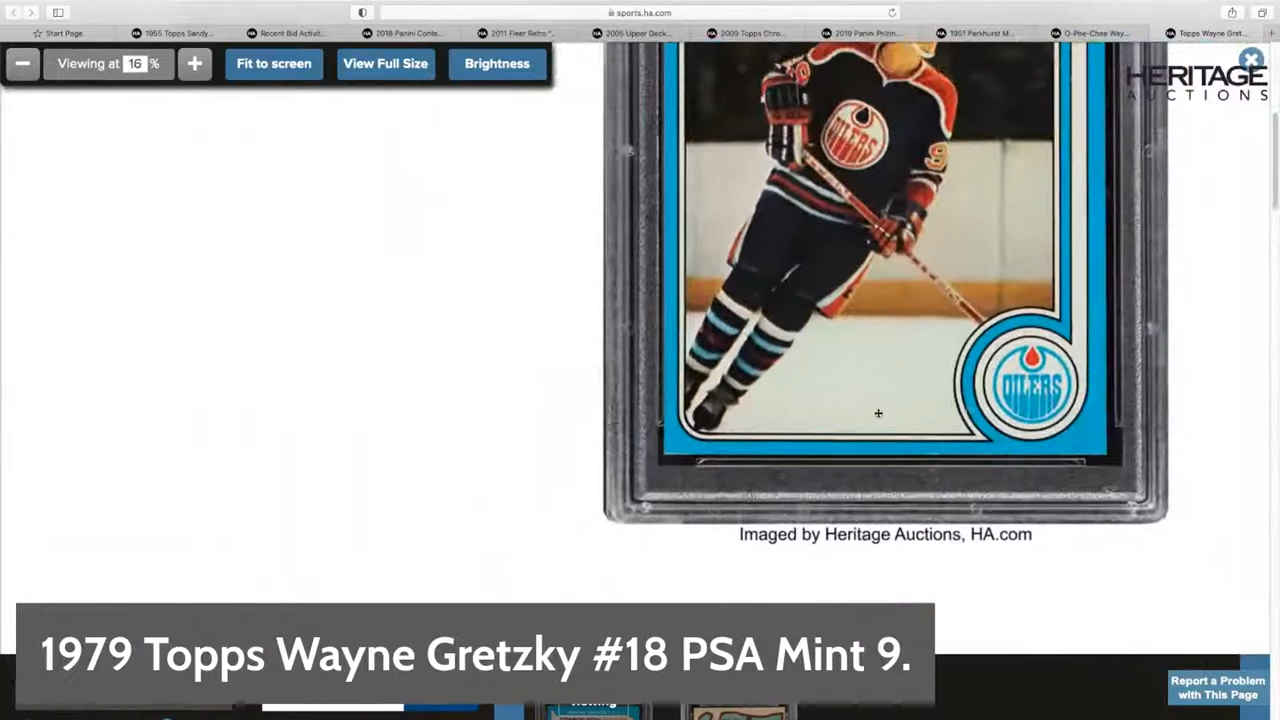 sports.ha.com
Start Page
1955 Topps Sandy...
Recent Bid Activit...
2018 Panini Conte...
2011 Fleer Retro "...
2005 Upper Deck...
2009 Topps Chro...
2019 Panini Prizm...
1951 Parkhurst M...
O-Pee-Chee Way...
Topps Wayne Gret...
Viewing at 16 %
Fit to screen
View Full Size
Brightness
HERITAGE
AUCTIONS
OILERS
9
OILERS
Imaged by Heritage Auctions, HA.com
1979 Topps Wayne Gretzky #18 PSA Mint 9.
Report a Problem
with This Page